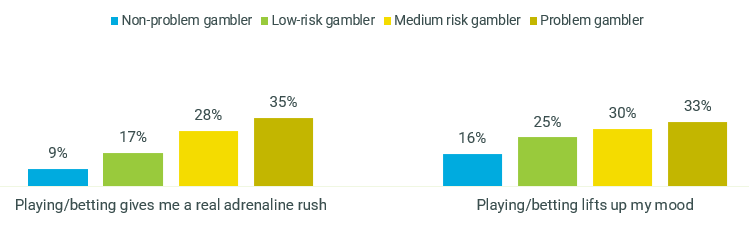 Non-problem gambler Low-risk gambler Medium risk gambler Problem gambler
9% 17% 28% 35%
16% 25% 30% 33%
Playing/betting gives me a real adrenaline rush
Playing/betting lifts up my mood